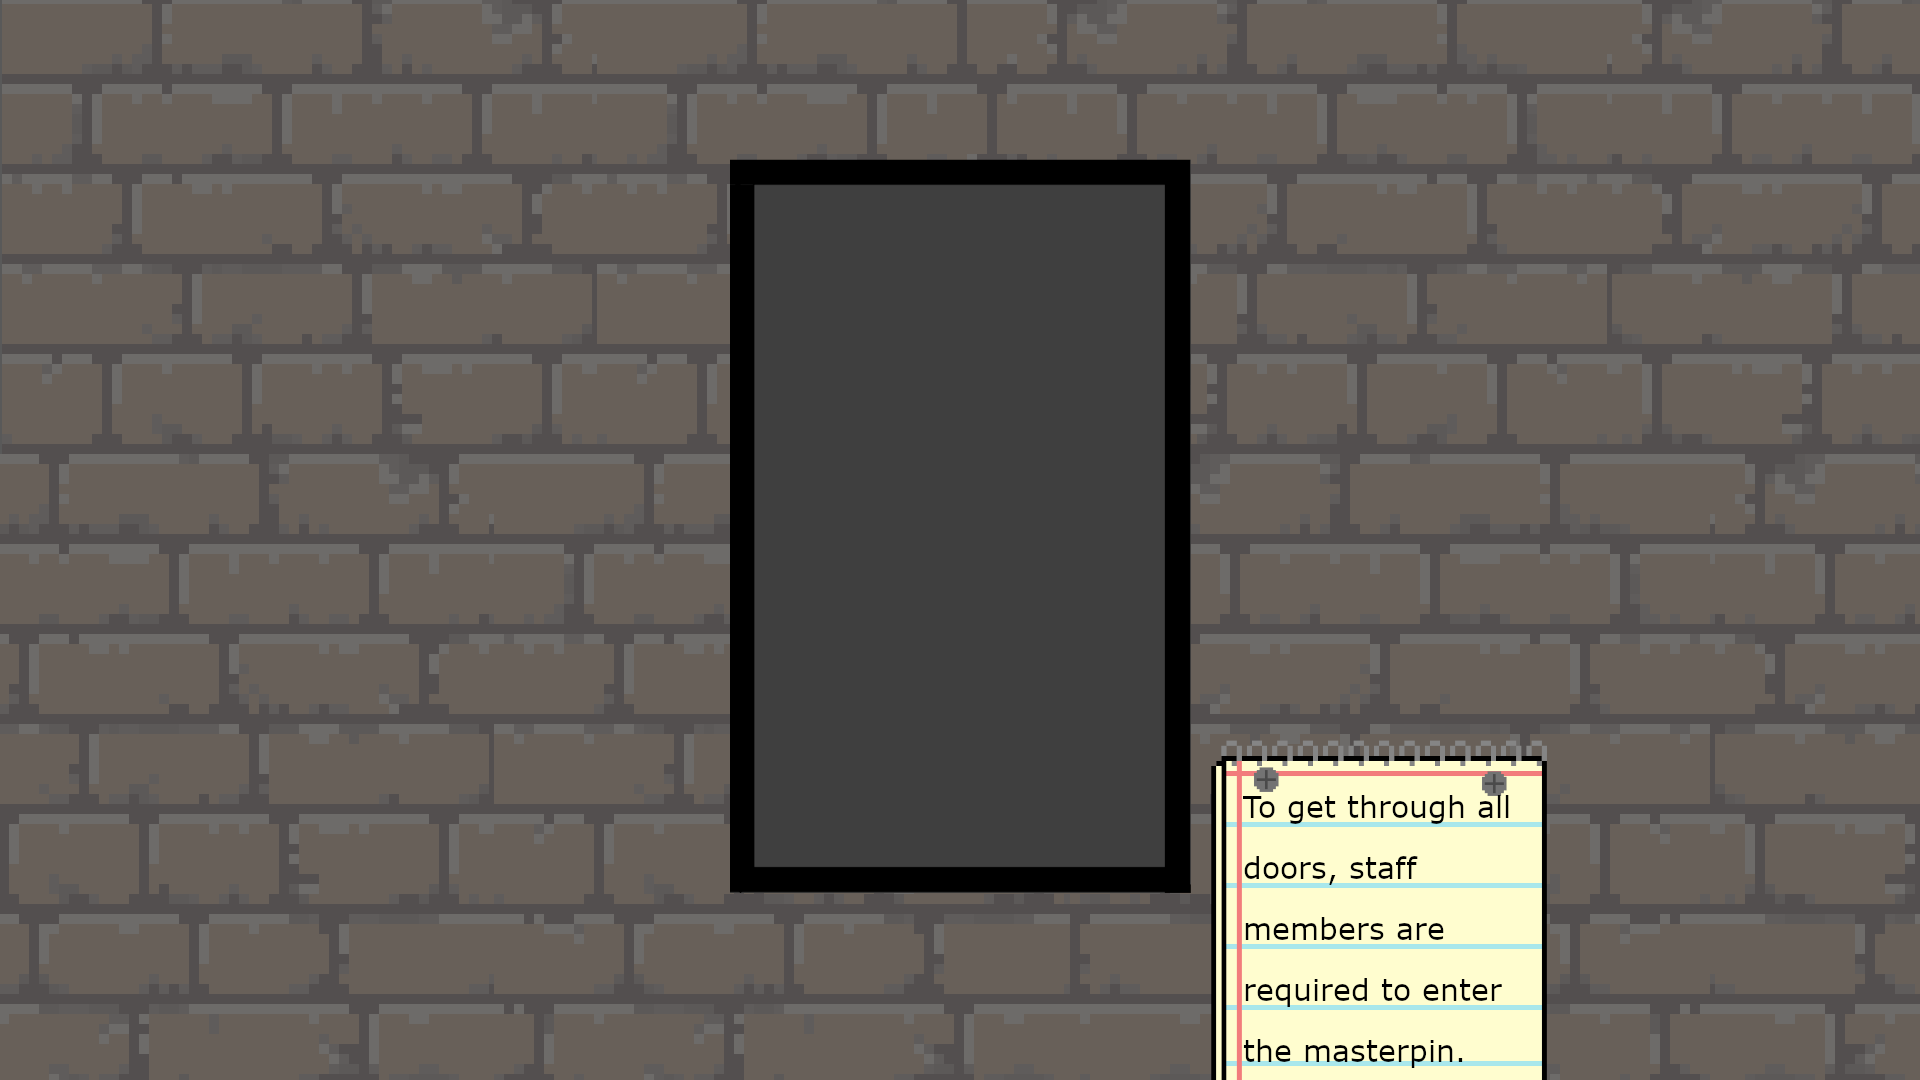 To get through all
doors, staff
members are
required to enter
the masterpin.